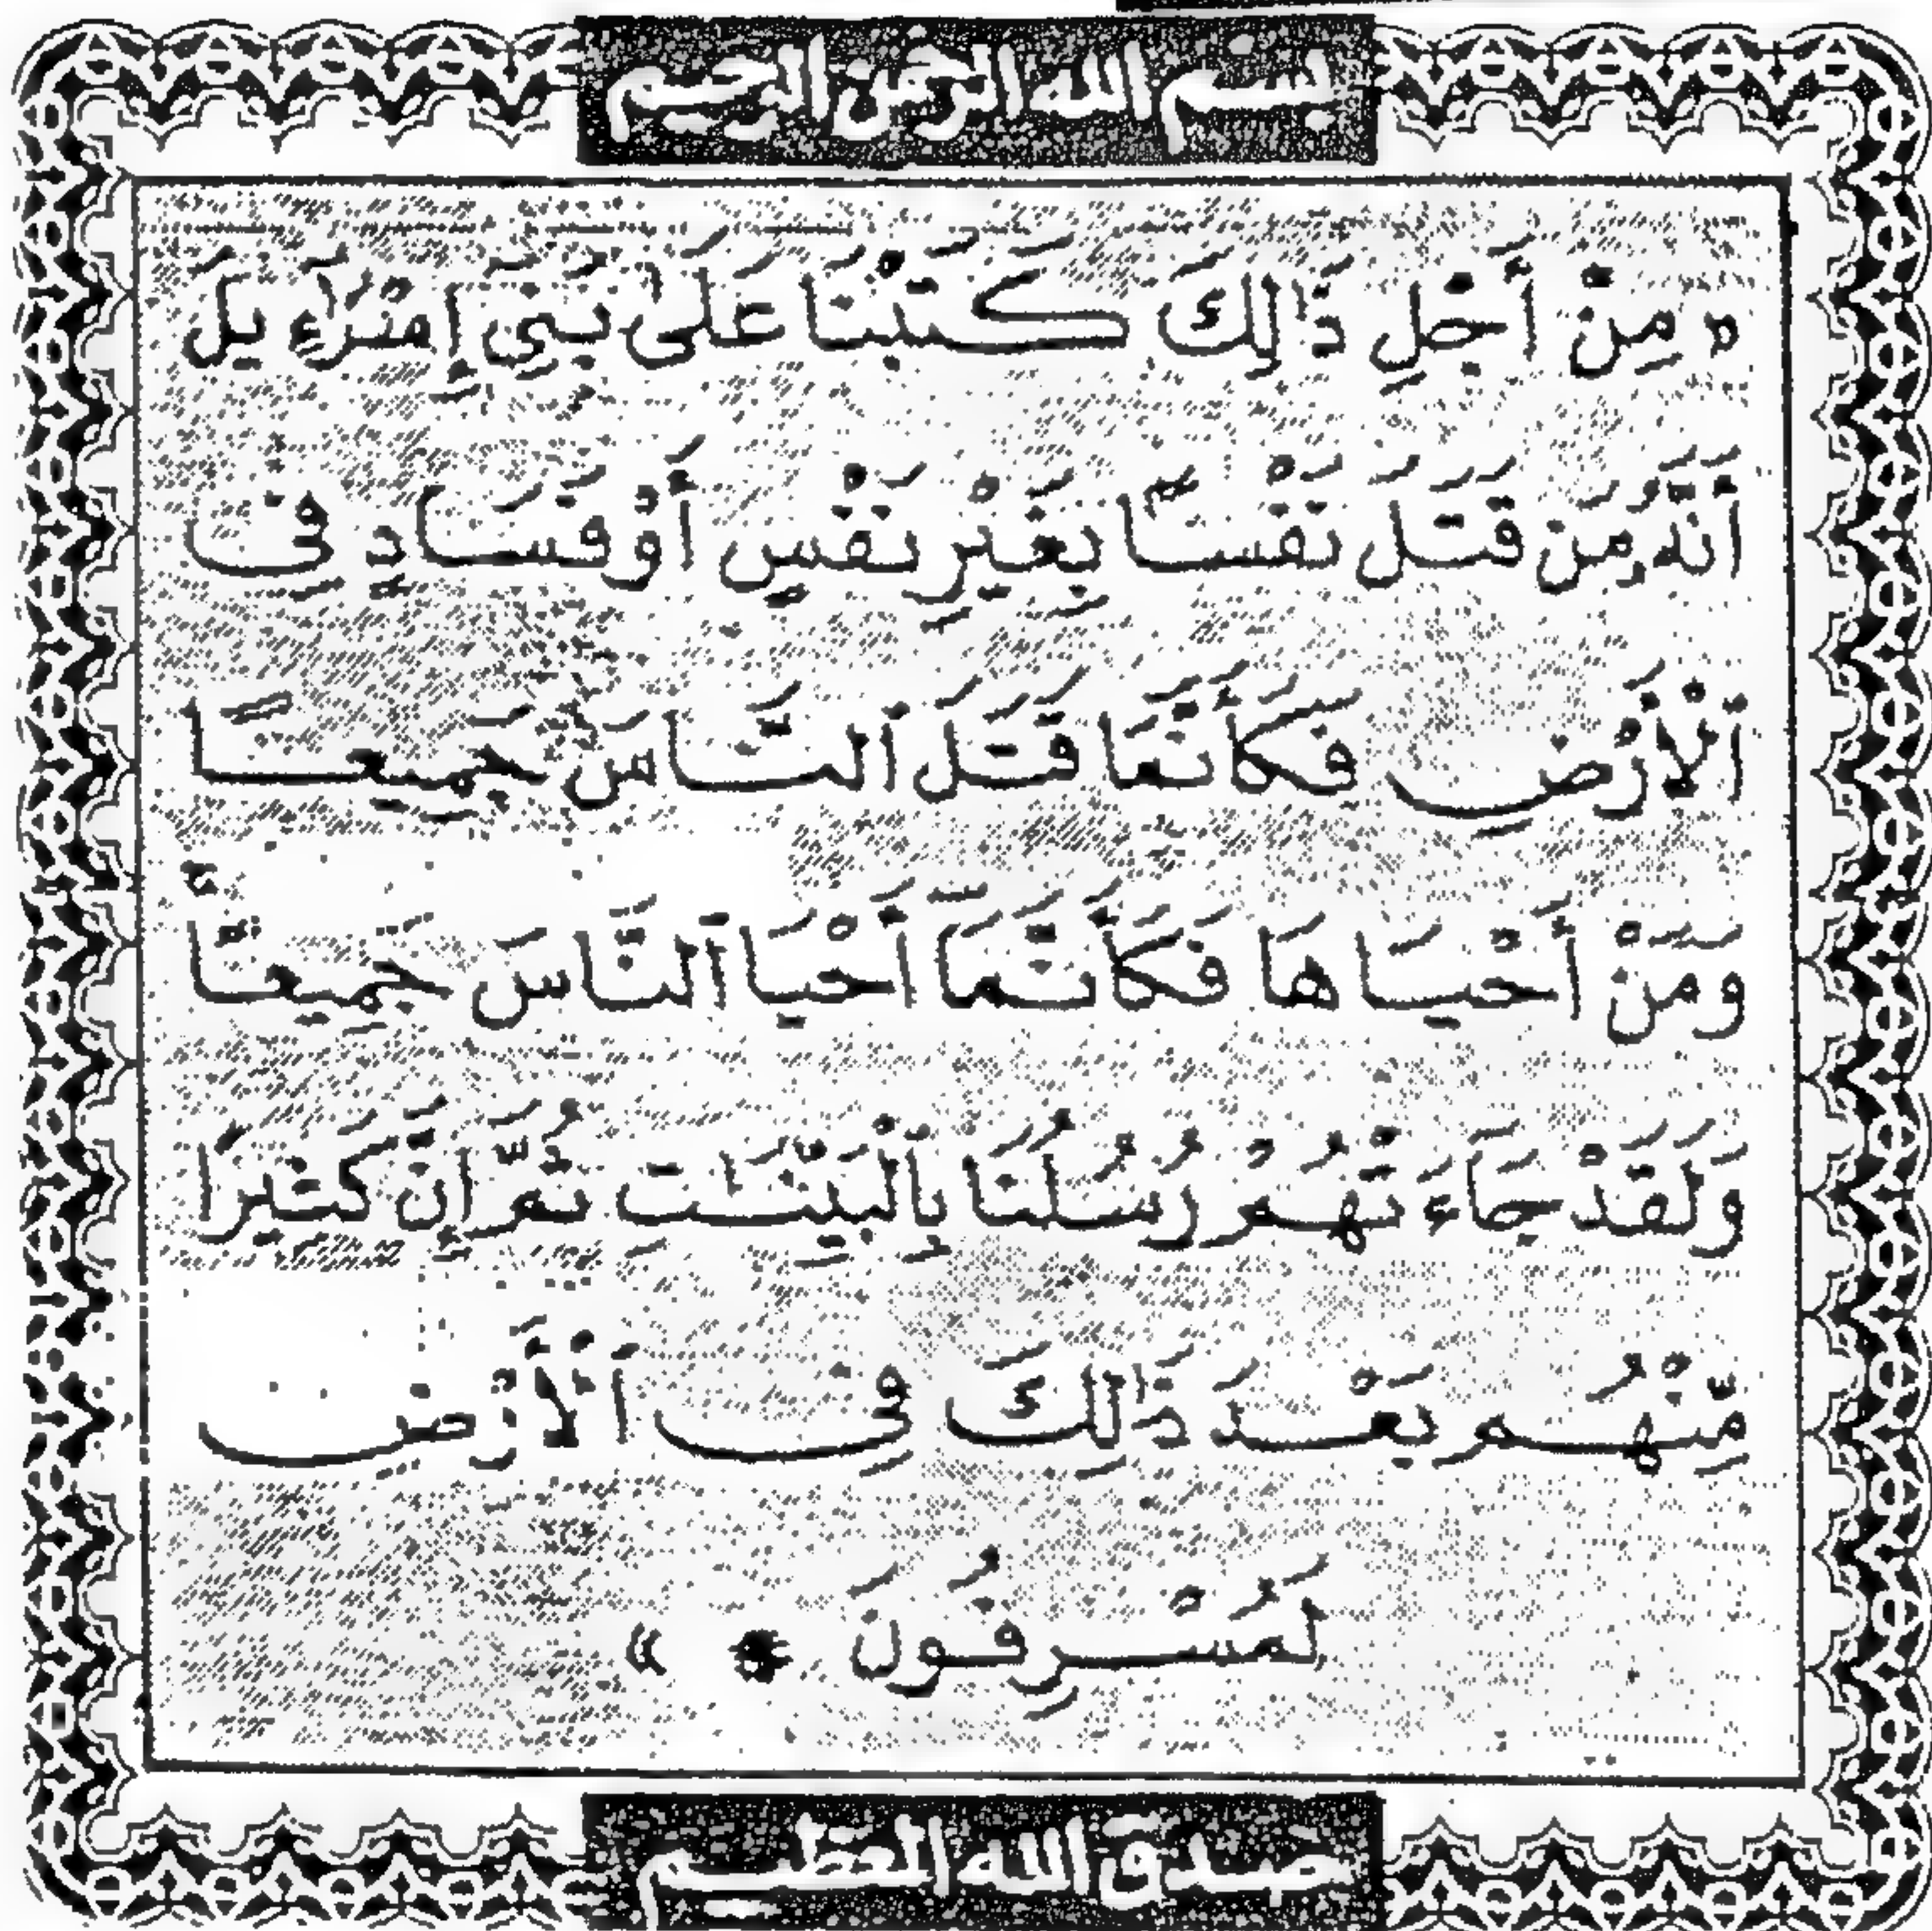 بسم الله الرحمن الرحيم
مِنْ أَجْلِ ذَٰلِكَ كَتَبْنَا عَلَىٰ بَنِىٓ إِسْرَٰٓءِيلَ
أَنَّهُۥ مَن قَتَلَ نَفْسًۢا بِغَيْرِ نَفْسٍ أَوْ فَسَادٍ فِى
ٱلْأَرْضِ فَكَأَنَّمَا قَتَلَ ٱلنَّاسَ جَمِيعًا
وَمَنْ أَحْيَاهَا فَكَأَنَّمَآ أَحْيَا ٱلنَّاسَ جَمِيعًا ۚ
وَلَقَدْ جَآءَتْهُمْ رُسُلُنَا بِٱلْبَيِّنَٰتِ ثُمَّ إِنَّ كَثِيرًا
مِّنْهُم بَعْدَ ذَٰلِكَ فِى ٱلْأَرْضِ
لَمُسْرِفُونَ »
صدق الله العظيم